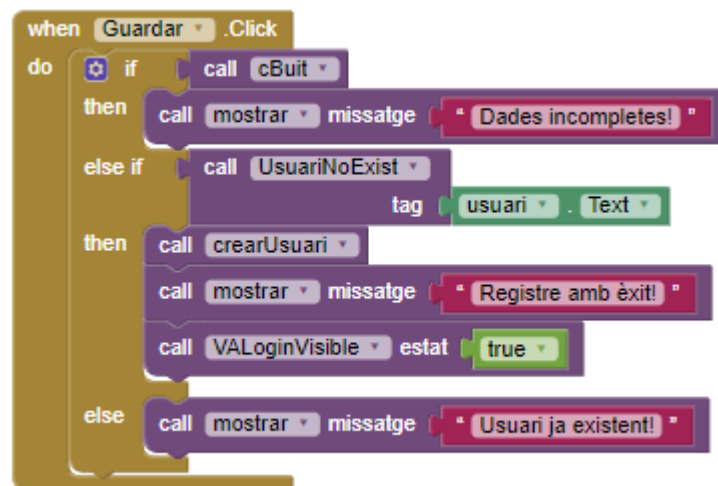 when Guardar .Click
do if call cBuit
then call mostrar missatge " Dades incompletes! "
else if call UsuariNoExist
tag usuari . Text
then call crearUsuari
call mostrar missatge " Registre amb èxit! "
call VALoginVisible estat true
else call mostrar missatge " Usuari ja existent! "